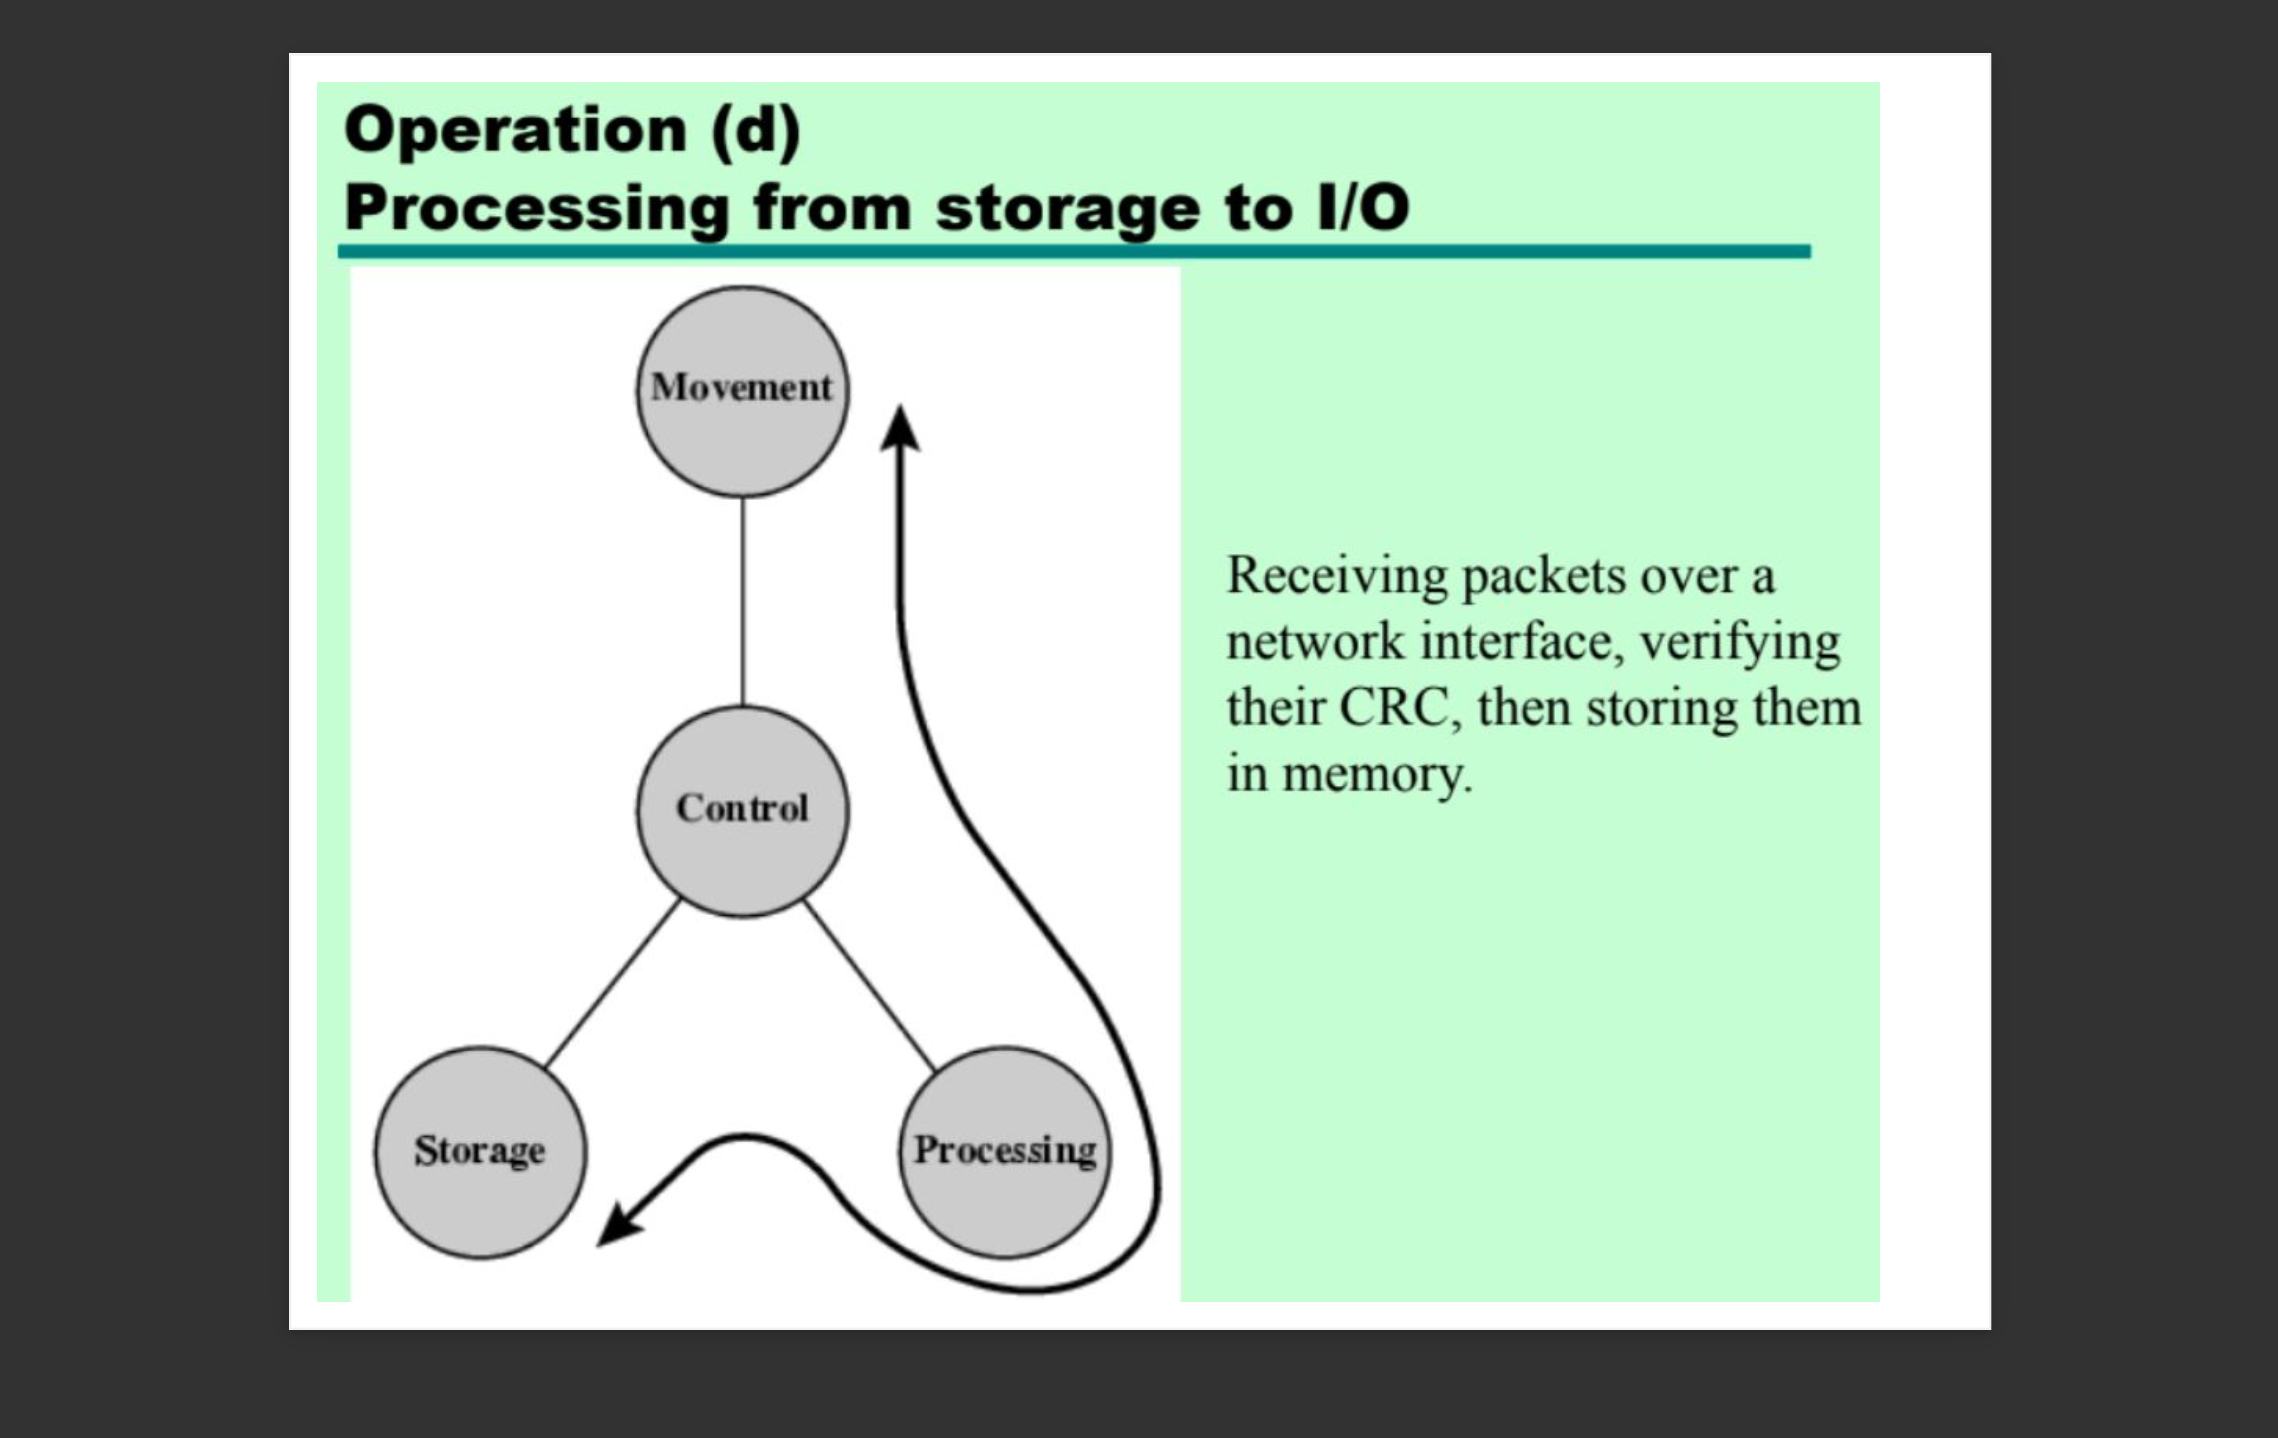 Operation (d)
Processing from storage to I/O
Movement
Receiving packets over a
network interface, verifying
their CRC, then storing them
in memory.
Control
Storage
Processing